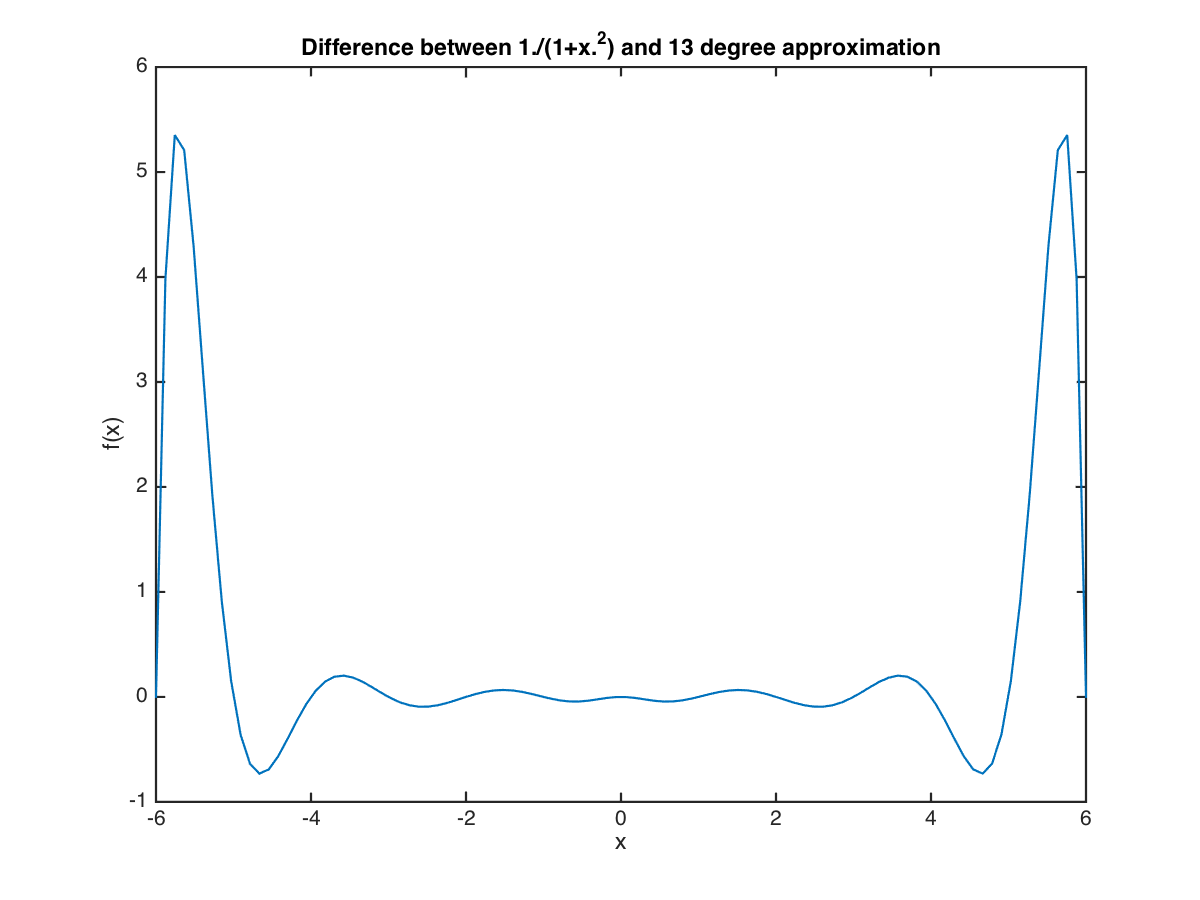 Difference between 1./(1+x.²) and 13 degree approximation
6
5
4
3
2
1
0
-1
f(x)
-6 -4 -2 0 2 4 6
x